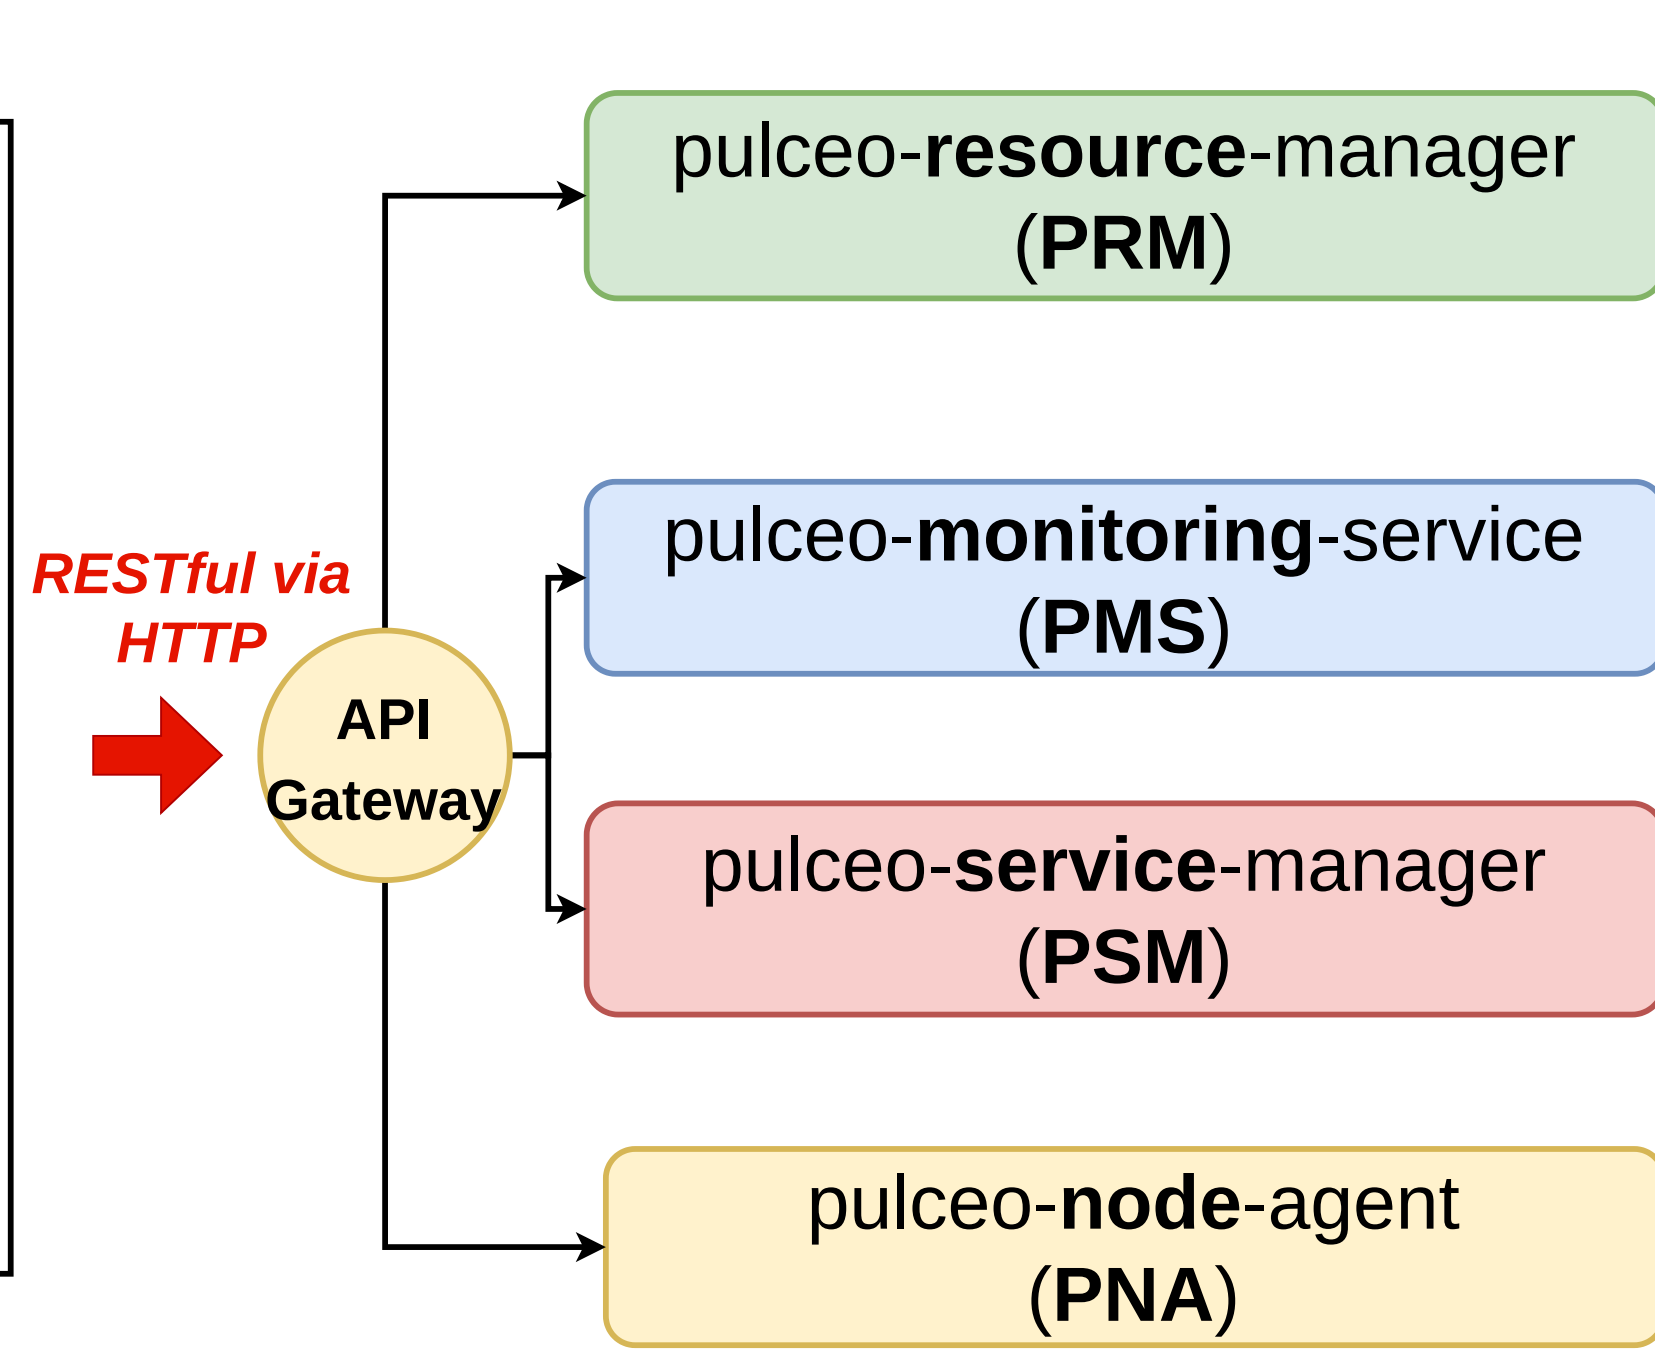 pulceo-resource-manager
(PRM)
RESTful via
HTTP
pulceo-monitoring-service
(PMS)
API
Gateway
pulceo-service-manager
(PSM)
pulceo-node-agent
(PNA)